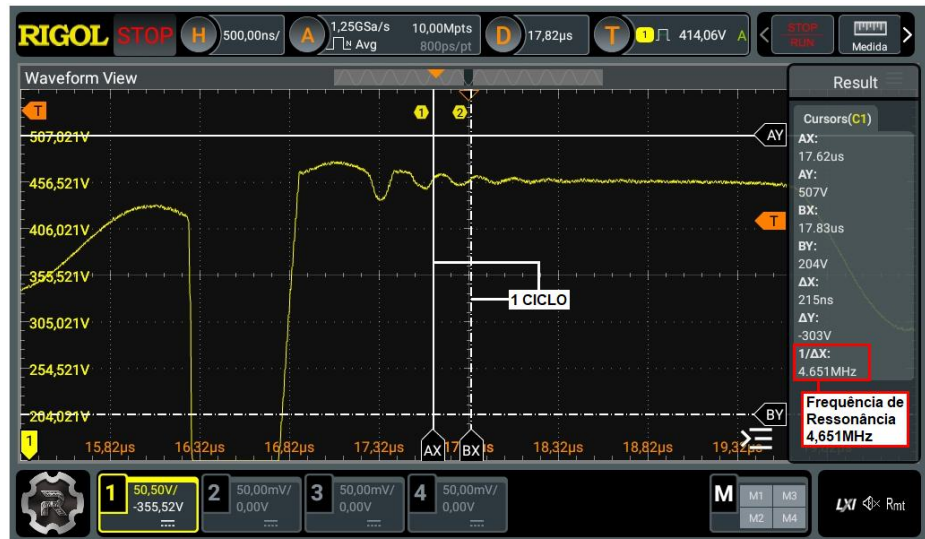 RIGOL STOP H 500,00ns/ A 1,25GSa/s 10,00Mpts D 17,82µs T 1 414,06V A < STOP Medida >
N Avg 800ps/pt RUN
Waveform View
Result
T
1 2
Cursors(C1)
507,021V
AY
AX:
17.62us
456,521V
AY:
507V
BX:
406,021V
T
17.83us
BY:
355,521V
204V
ΔX:
1 CICLO
215ns
305,021V
ΔY:
-303V
1/ΔX:
254,521V
4.651MHz
204,021V
BY
Frequência de
Ressonância
4,651MHz
1
15,82µs 16,32µs 16,82µs 17,32µs AX BX 18,32µs 18,82µs
1 50,50V/ 2 50,00mV/ 3 50,00mV/ 4 50,00mV/ M M1 M3 LXI Rmt
-355,52V 0,00V 0,00V 0,00V M2 M4